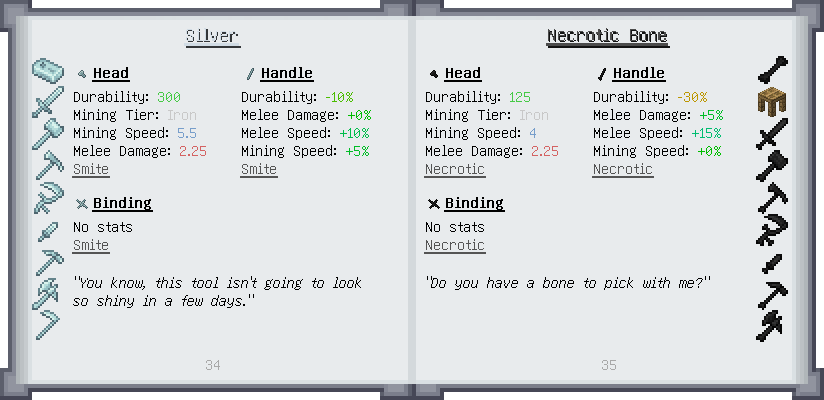 Silver
Head
Durability: 300
Mining Tier: Iron
Mining Speed: 5.5
Melee Damage: 2.25
Smite
Handle
Durability: -10%
Melee Damage: +0%
Melee Speed: +10%
Mining Speed: +5%
Smite
Binding
No stats
Smite
"You know, this tool isn't going to look
so shiny in a few days."
34
Necrotic Bone
Head
Durability: 125
Mining Tier: Iron
Mining Speed: 4
Melee Damage: 2.25
Necrotic
Handle
Durability: -30%
Melee Damage: +5%
Melee Speed: +15%
Mining Speed: +0%
Necrotic
Binding
No stats
Necrotic
"Do you have a bone to pick with me?"
35